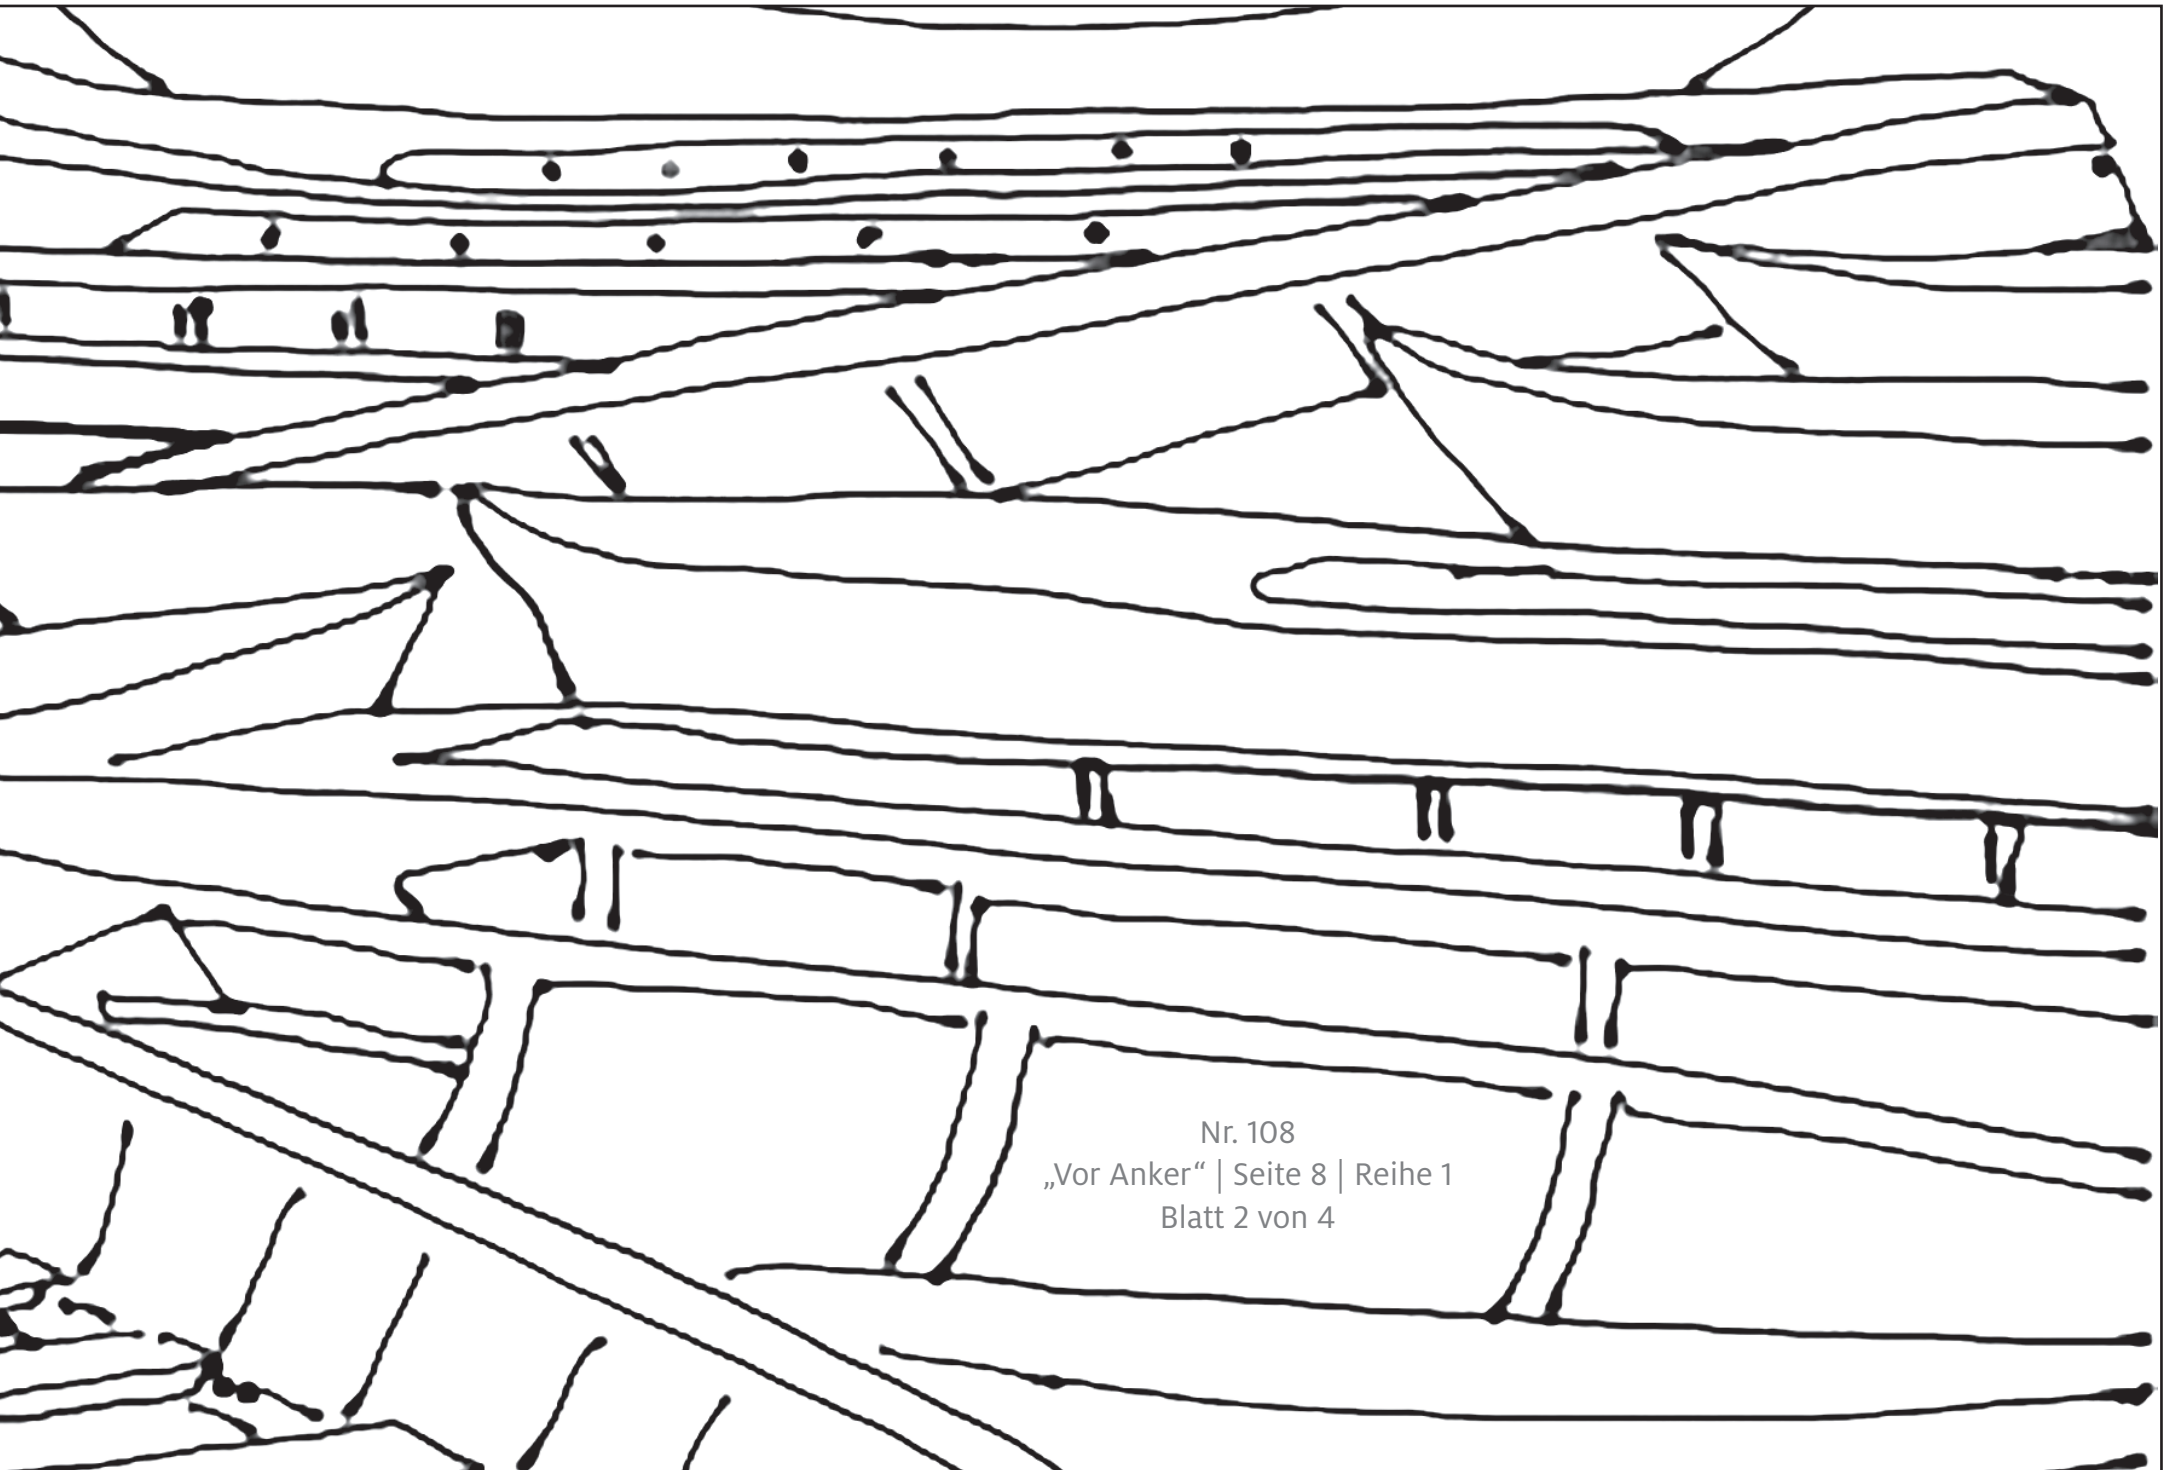 Nr. 108
„Vor Anker“ | Seite 8 | Reihe 1
Blatt 2 von 4